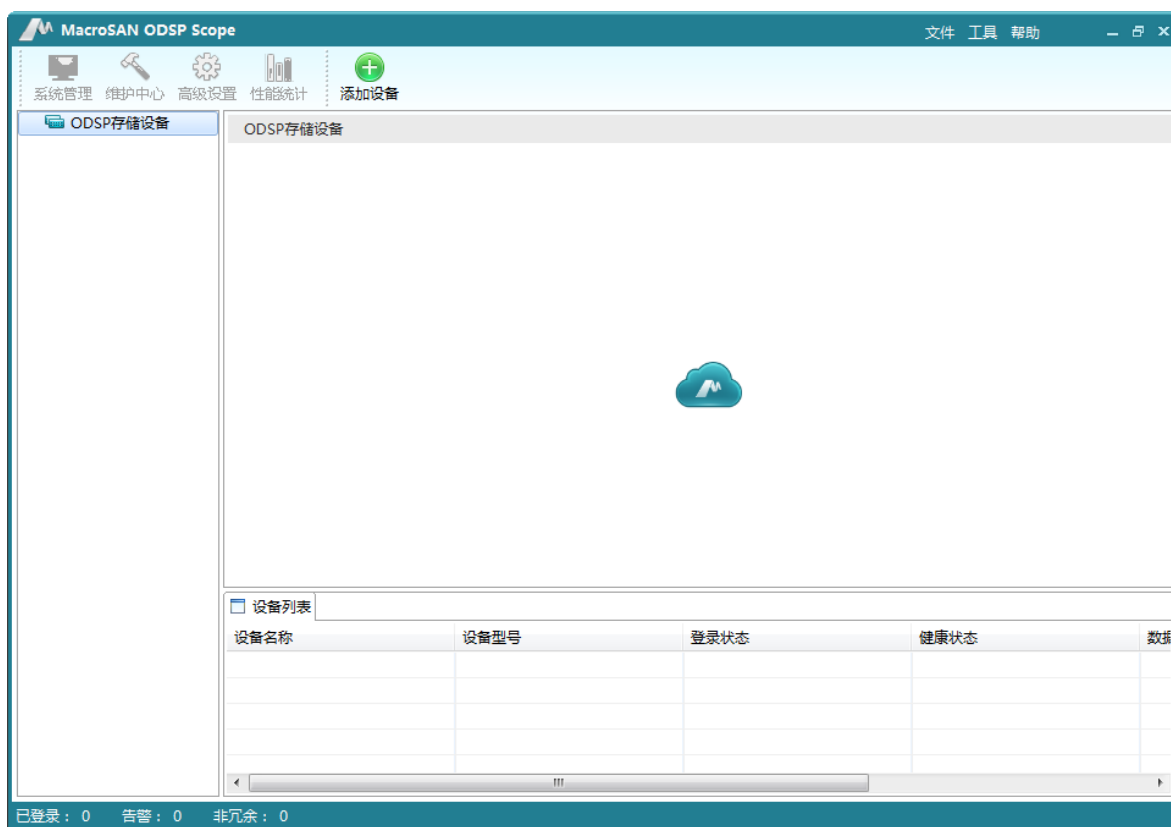 MacroSAN ODSP Scope 文件 工具 帮助
系统管理 维护中心 高级设置 性能统计 添加设备
ODSP存储设备 ODSP存储设备
设备列表
设备名称 设备型号 登录状态 健康状态 数据
已登录： 0 告警： 0 非冗余： 0